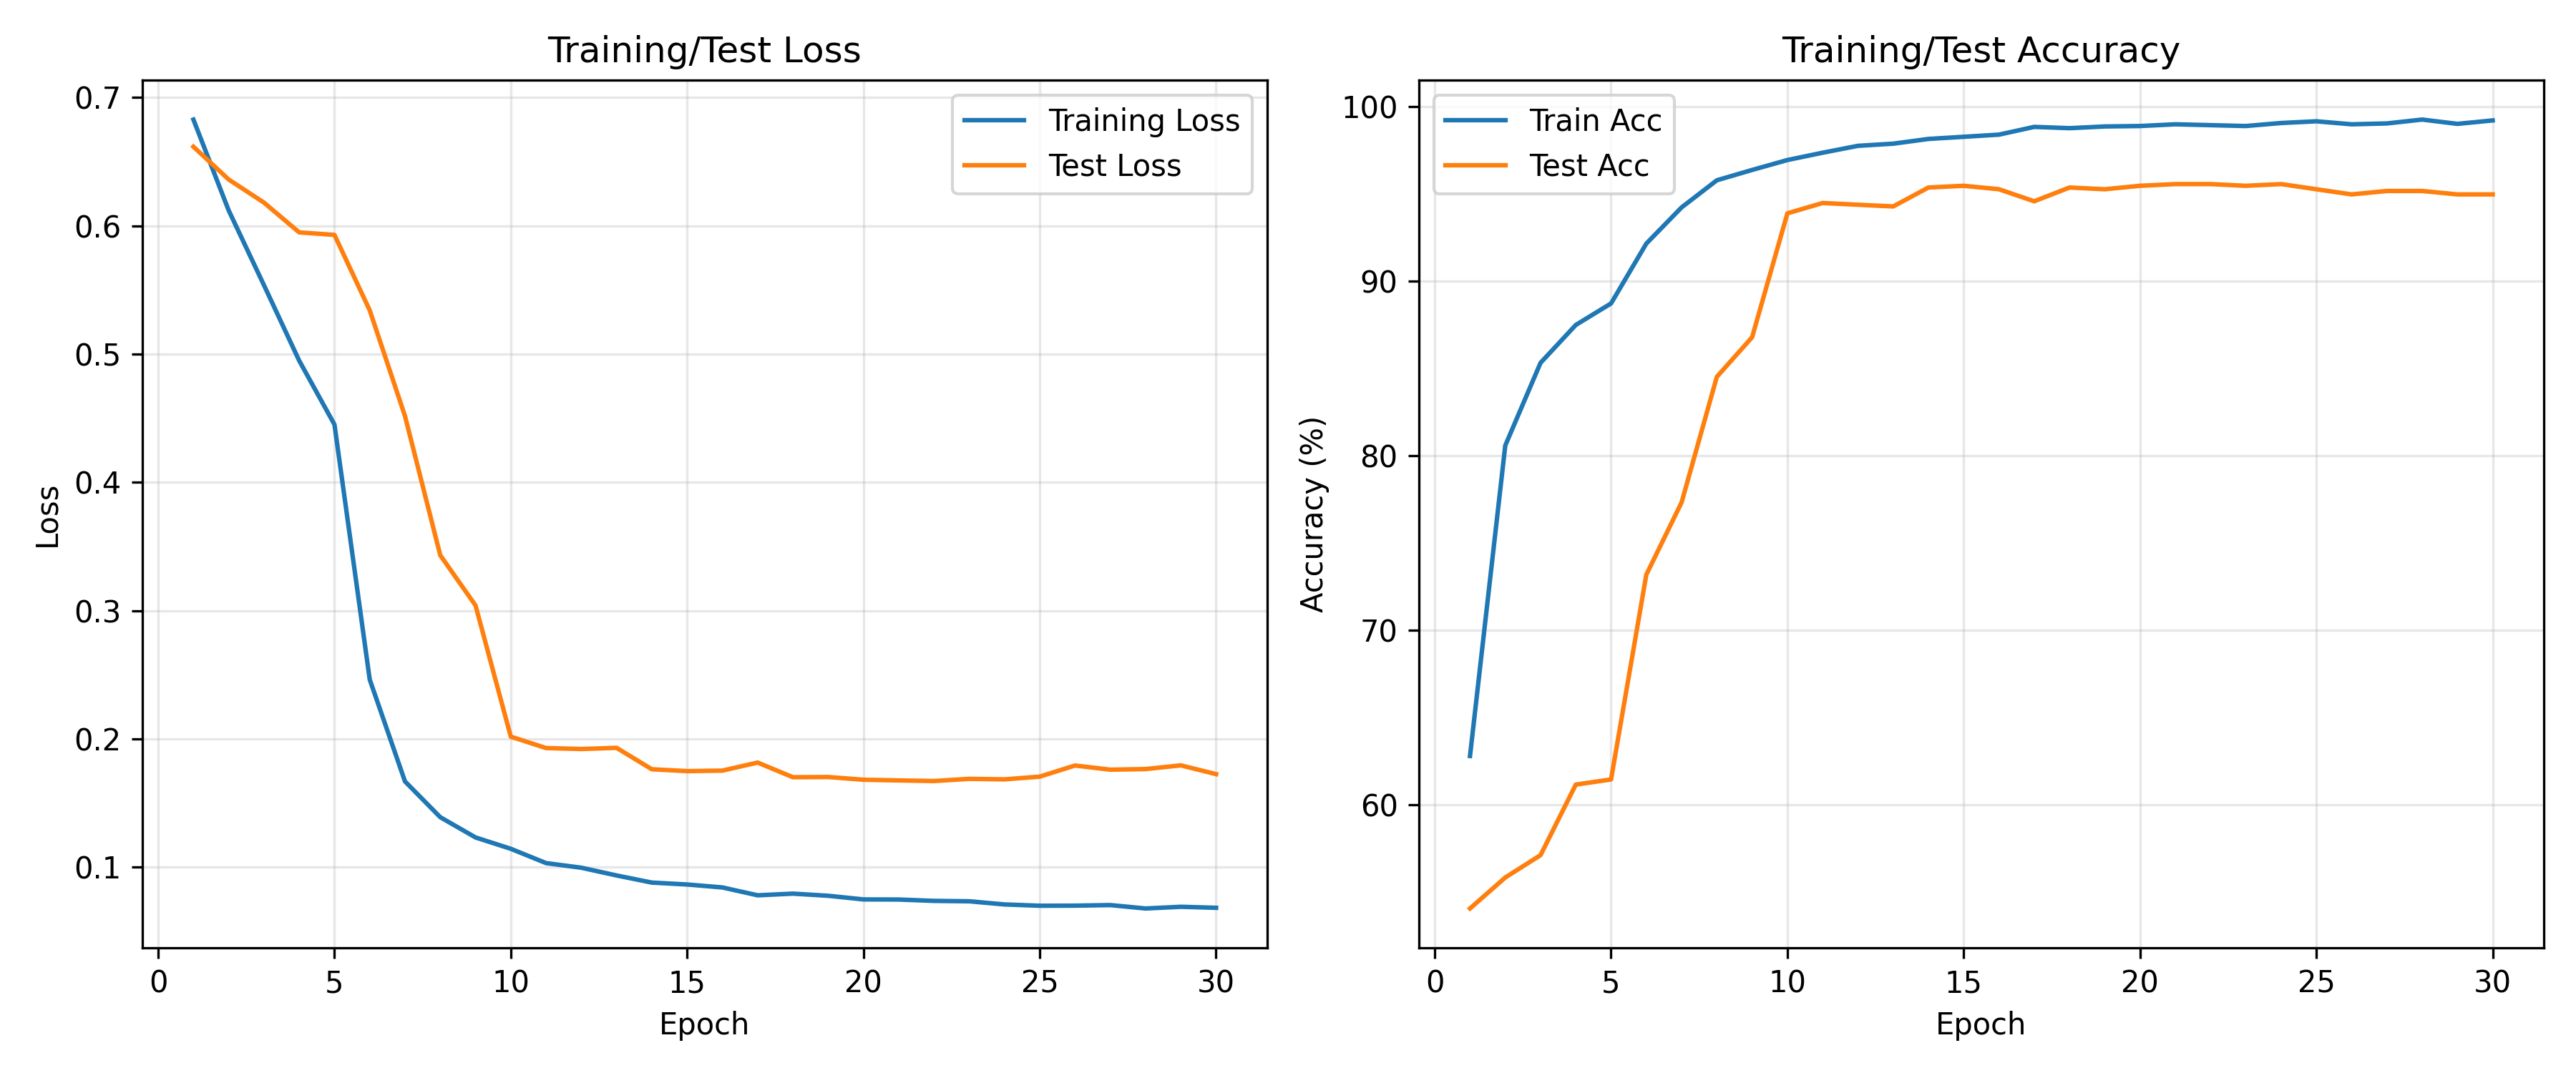 Training/Test Loss
0.7
0.6
0.5
0.4
0.3
0.2
0.1
Loss
Training Loss
Test Loss
0 5 10 15 20 25 30
Epoch
Training/Test Accuracy
100
90
80
70
60
Accuracy (%)
Train Acc
Test Acc
0 5 10 15 20 25 30
Epoch